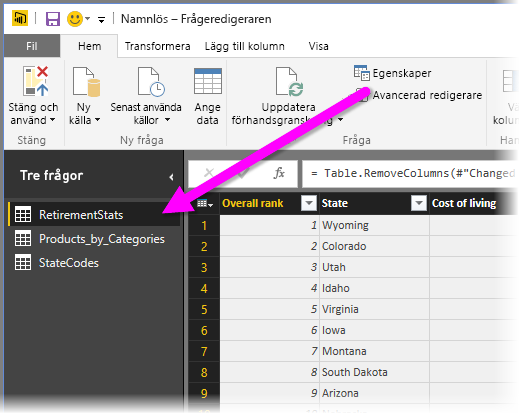 Namnlös – Frågeredigeraren
Fil Hem Transformera Lägg till kolumn Visa
Stäng och använd
Ny källa
Senast använda källor
Ange data
Uppdatera förhandsgranskning
Egenskaper
Avancerad redigerare
Stäng Ny fråga Fråga
Tre frågor
fx = Table.RemoveColumns(#"Changed
RetirementStats
Products_by_Categories
StateCodes
Overall rank State Cost of living
1 1 Wyoming
2 2 Colorado
3 3 Utah
4 4 Idaho
5 5 Virginia
6 6 Iowa
7 7 Montana
8 8 South Dakota
9 9 Arizona